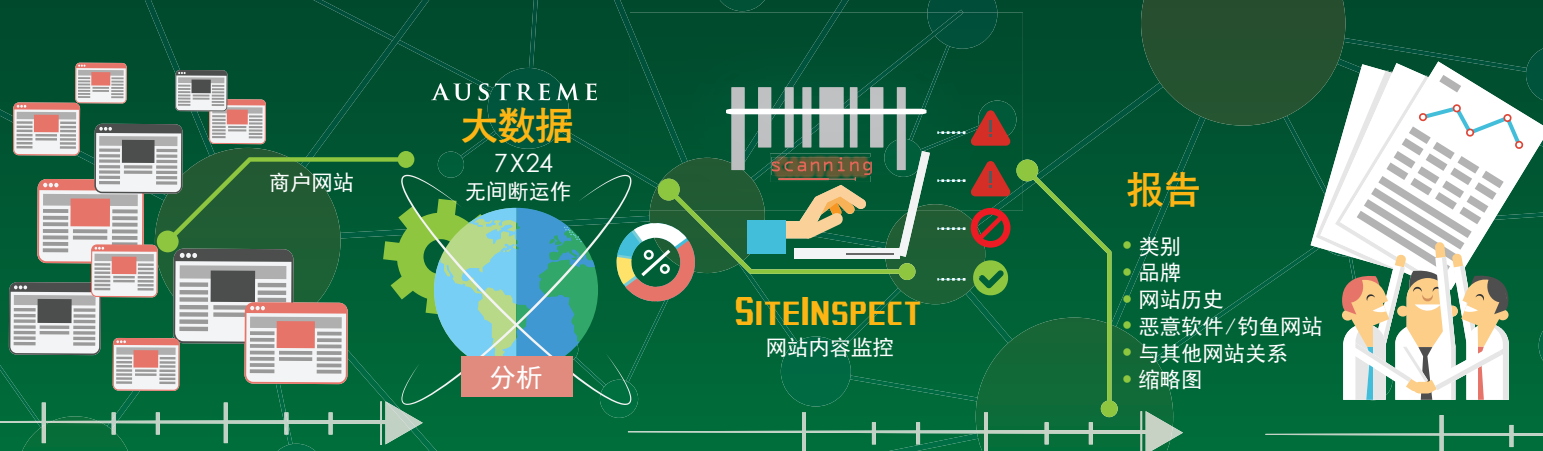 商户网站
AUSTREME
大数据
7X24
无间断运作
分析
%
scanning
SITEINSPECT
网站内容监控
报告
类别
品牌
网站历史
恶意软件/钓鱼网站
与其他网站关系
缩略图